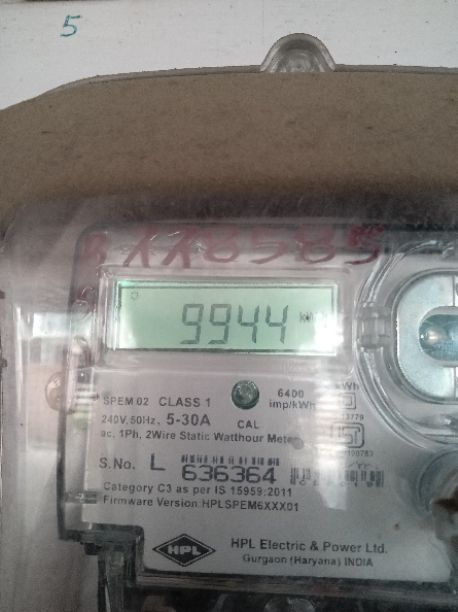 5
118585
9944
SPEM 02 CLASS 1
6400
imp/kWh
240V, 50Hz, 5-30A
CAL
ac, 1Ph, 2Wire Static Watthour Meter
S.No. L 636364
Category C3 as per IS 15959:2011
Firmware Version:HPLSPEM6XXX01
HPL
HPL Electric & Power Ltd.
Gurgaon (Haryana) INDIA